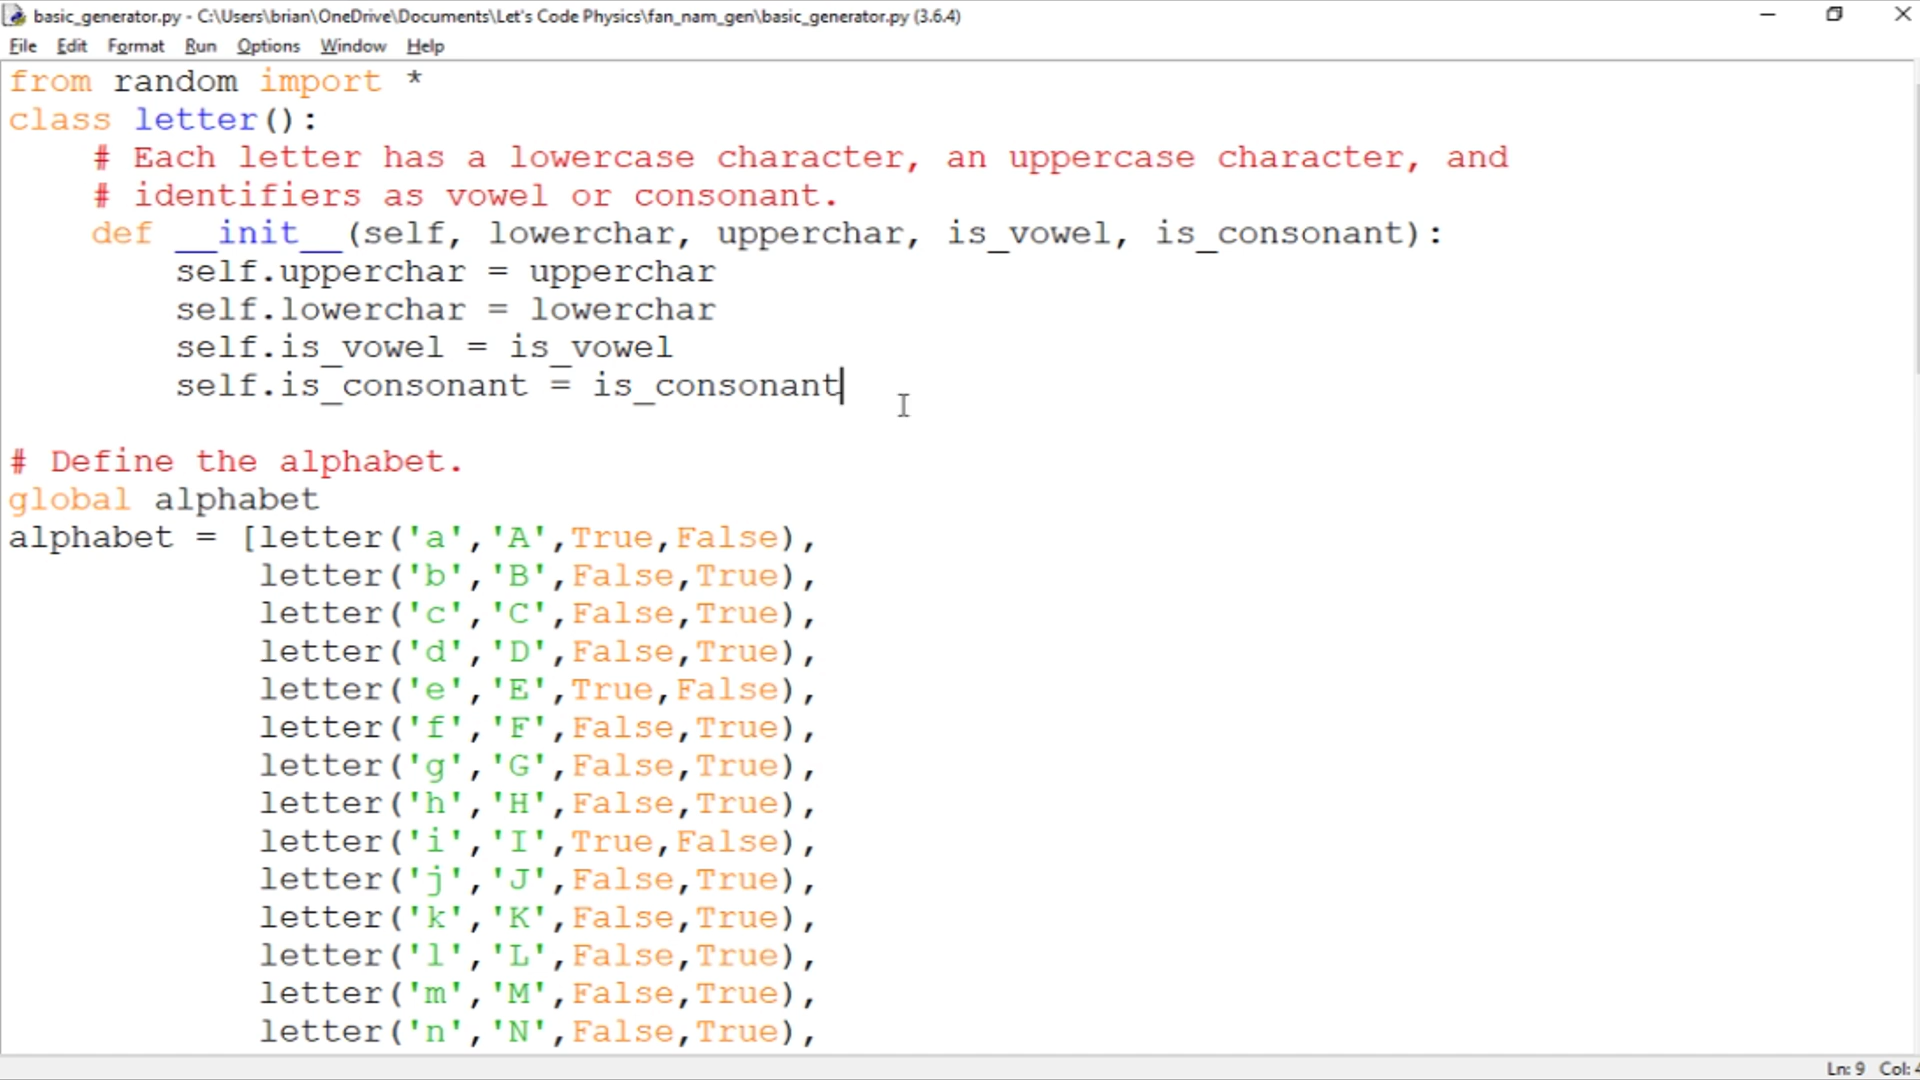 basic_generator.py - C:\Users\brian\OneDrive\Documents\Let's Code Physics\fan_nam_gen\basic_generator.py (3.6.4)
File Edit Format Run Options Window Help
from random import *
class letter():
    # Each letter has a lowercase character, an uppercase character, and
    # identifiers as vowel or consonant.
    def __init__(self, lowerchar, upperchar, is_vowel, is_consonant):
        self.upperchar = upperchar
        self.lowerchar = lowerchar
        self.is_vowel = is_vowel
        self.is_consonant = is_consonant
# Define the alphabet.
global alphabet
alphabet = [letter('a','A',True,False),
            letter('b','B',False,True),
            letter('c','C',False,True),
            letter('d','D',False,True),
            letter('e','E',True,False),
            letter('f','F',False,True),
            letter('g','G',False,True),
            letter('h','H',False,True),
            letter('i','I',True,False),
            letter('j','J',False,True),
            letter('k','K',False,True),
            letter('l','L',False,True),
            letter('m','M',False,True),
            letter('n','N',False,True),
Ln: 9 Col: